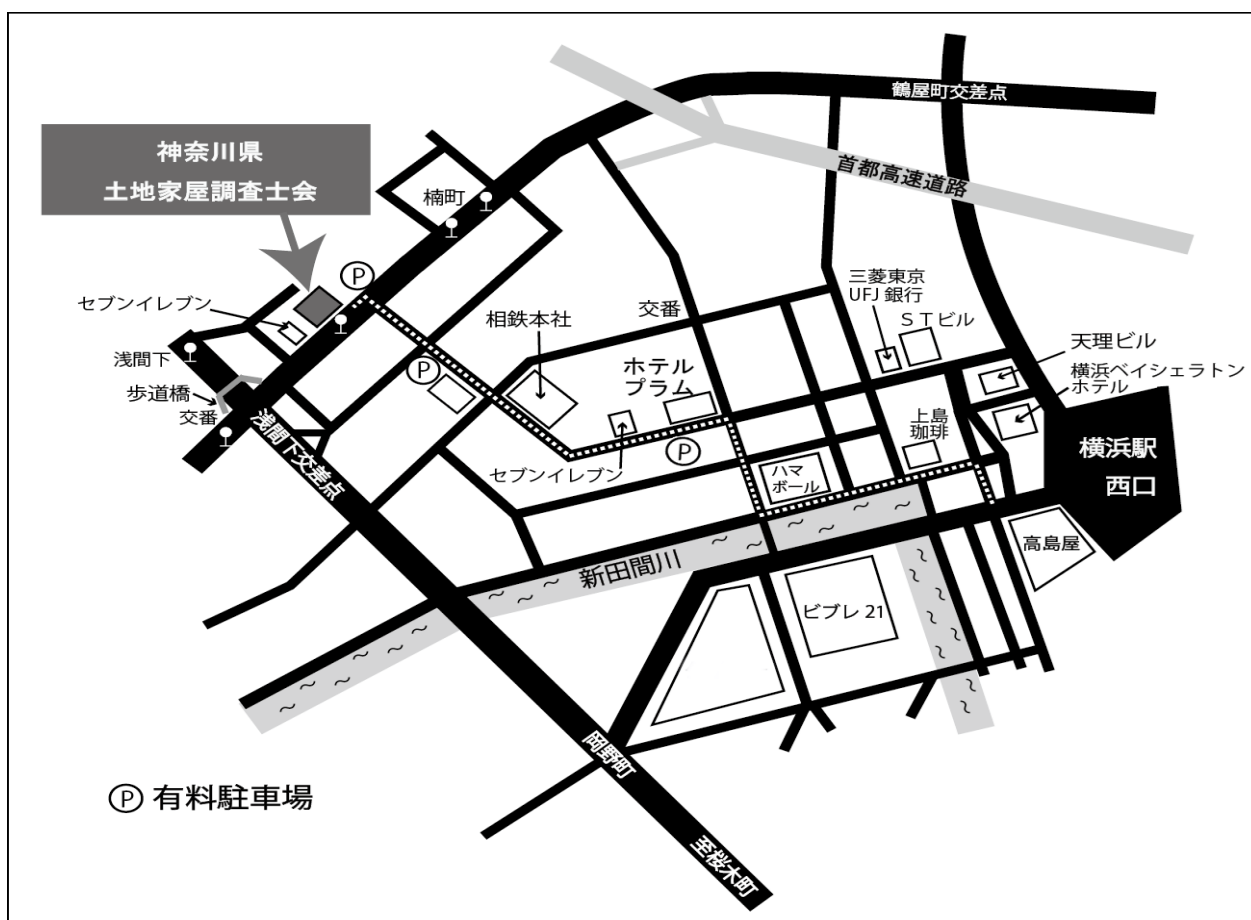 鶴屋町交差点
神奈川県
土地家屋調査士会
首都高速道路
楠町
P
セブンイレブン
浅間下
歩道橋
交番
浅間下交差点
P
相鉄本社
交番
ホテル
プラム
セブンイレブン
P
三菱東京
UFJ 銀行
STビル
天理ビル
横浜ベイシェラトン
ホテル
上島
珈琲
ハマ
ボール
横浜駅
西口
高島屋
新田間川
ビブレ 21
岡野町
至桜木町
P 有料駐車場